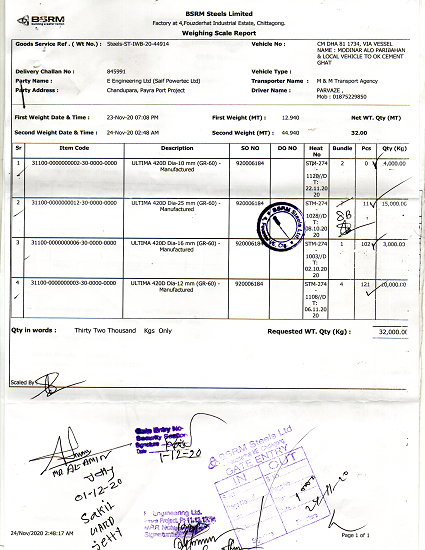 BSRM
BSRM Steels Limited
Factory at 4,Fouzderhat Industrial Estate, Chittagong.
Weighing Scale Report
Goods Service Ref . ( Wt No.) : Steels-ST-IWB-20-44914
Vehicle No : CM DHA 81 1734, VIA VESSEL
NAME : MODINAR ALO PARIBAHAN
& LOCAL VEHICLE TO OK CEMENT
GHAT
Delivery Challan No : 845991
Vehicle Type :
Party Name : E Engineering Ltd (Saif Powertec Ltd)
Transporter Name : M & M Transport Agency
Party Address : Chandupara, Payra Port Project
Driver Name : PARVAZE ,
Mob : 01875229850
First Weight Date & Time : 23-Nov-20 07:08 PM First Weight (MT) : 12.940 Net WT. Qty (MT)
Second Weight Date & Time : 24-Nov-20 02:48 AM Second Weight (MT) : 44.940 32.00
Sr Item Code Description SO NO DO NO Heat No Bundle Pcs Qty (Kg)
1 31100-0000000002-30-0000-0000 ULTIMA 420D Dia-10 mm (GR-60) - Manufactured 920006184 STM-274 2 0 4,000.00
1120//D
T:
22.11.20
20
2 31100-0000000012-30-0000-0000 ULTIMA 420D Dia-25 mm (GR-60) - Manufactured 920006184 STM-274 11 15,000.00
1028//D
T:
08.10.20
20
8B
3 31100-0000000006-30-0000-0000 ULTIMA 420D Dia-16 mm (GR-60) - Manufactured 920006184 STM-274 1 102 3,000.00
1003//D
T:
02.10.20
20
4 31100-0000000003-30-0000-0000 ULTIMA 420D Dia-12 mm (GR-60) - Manufactured 920006184 STM-274 4 121 10,000.00
1108//D
T:
06.11.20
20
Qty in words : Thirty Two Thousand Kgs Only Requested WT. Qty (Kg) : 32,000.00
Scaled By
Gate Entry No
Security Section
Signature
Date
1-12-20
MD. AL-AMIN
Jetty
01-12-20
Sakil
WARD
Jetty
BSRM Steels Ltd
GATE ENTRY
IN OUT
24-11-20
Engineering Ltd.
Signature
24/Nov/2020 2:48:17 AM
Page 1 of 1